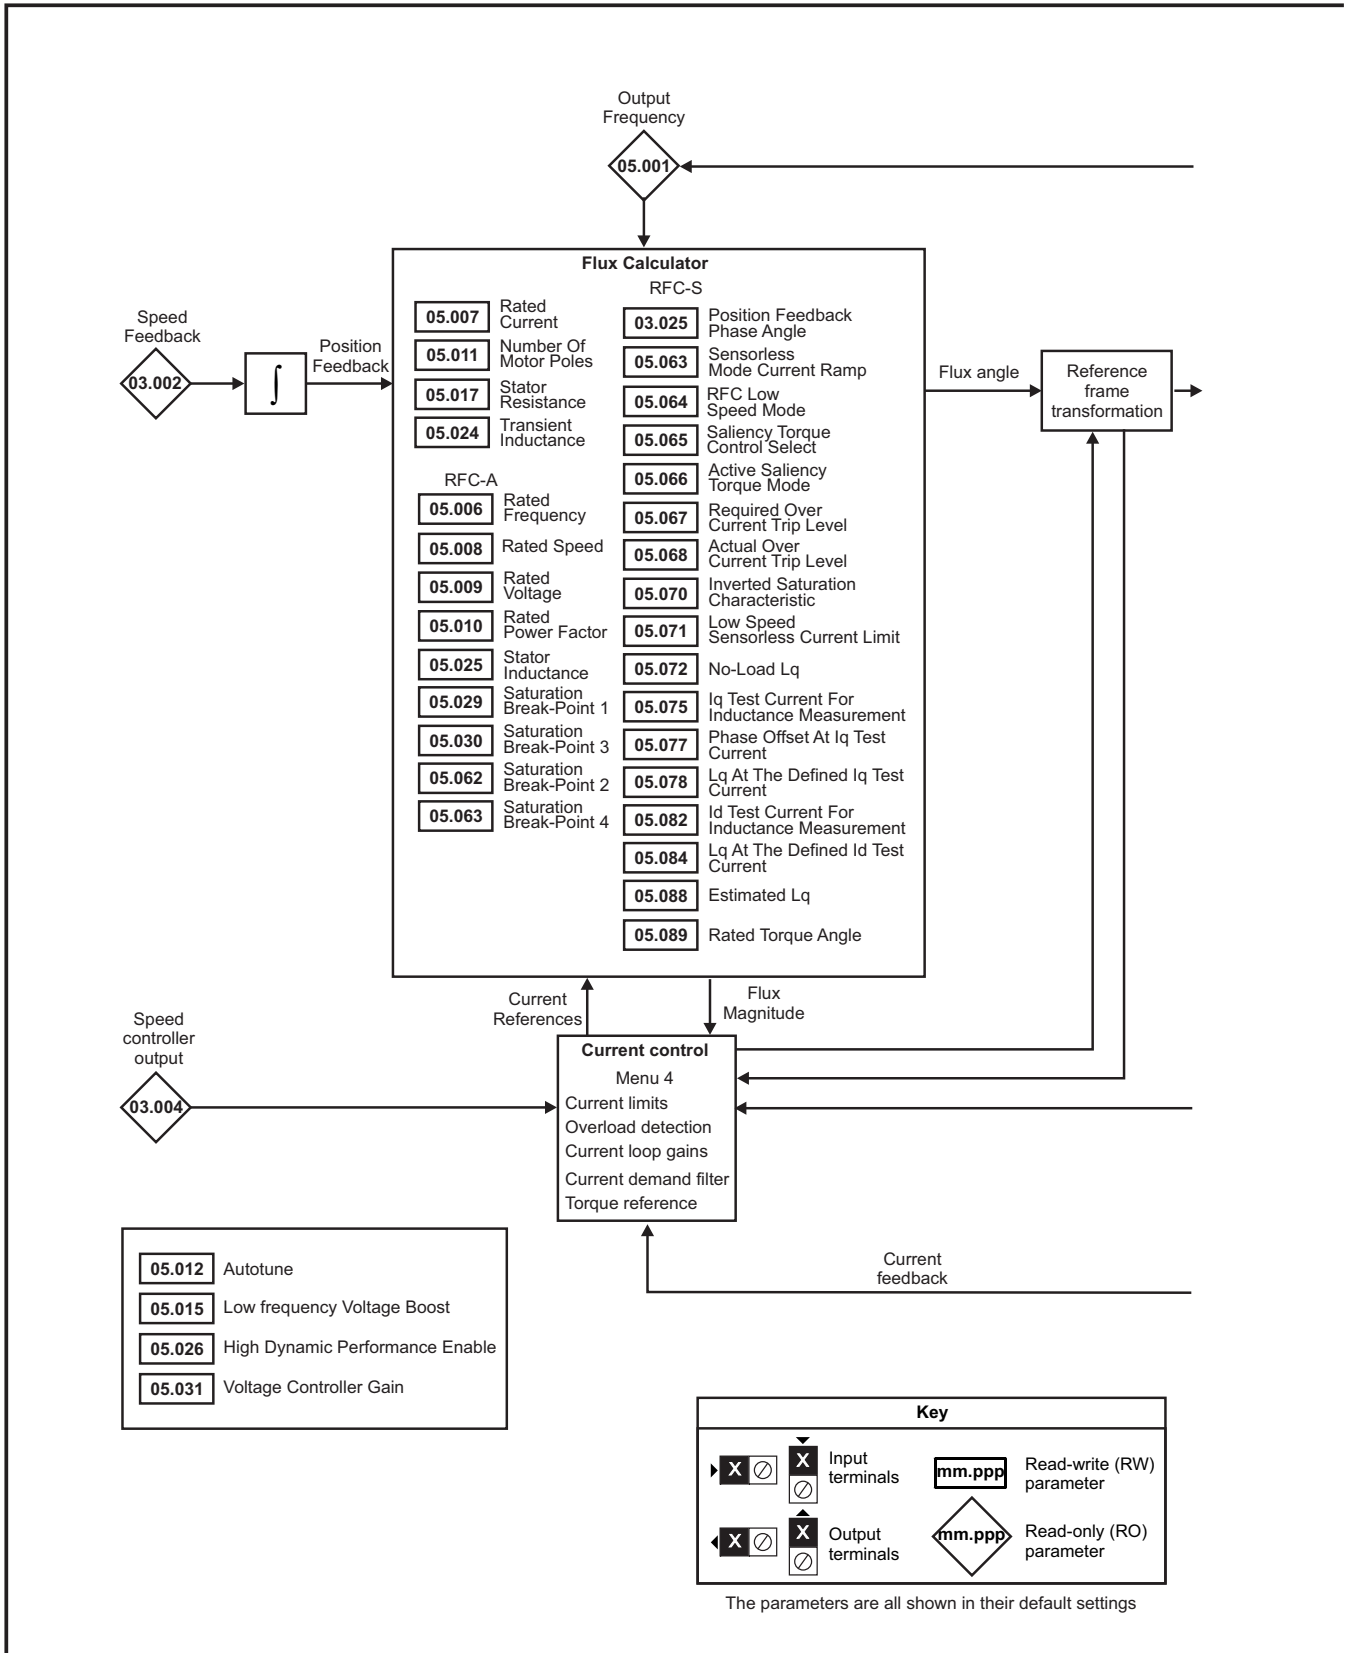 Output
Frequency
05.001
Flux Calculator
RFC-S
Speed
Feedback
03.002
∫
Position
Feedback
05.007
Rated
Current
05.011
Number Of
Motor Poles
05.017
Stator
Resistance
05.024
Transient
Inductance
RFC-A
05.006
Rated
Frequency
05.008
Rated Speed
05.009
Rated
Voltage
05.010
Rated
Power Factor
05.025
Stator
Inductance
05.029
Saturation
Break-Point 1
05.030
Saturation
Break-Point 3
05.062
Saturation
Break-Point 2
05.063
Saturation
Break-Point 4
03.025
Position Feedback
Phase Angle
05.063
Sensorless
Mode Current Ramp
05.064
RFC Low
Speed Mode
05.065
Saliency Torque
Control Select
05.066
Active Saliency
Torque Mode
05.067
Required Over
Current Trip Level
05.068
Actual Over
Current Trip Level
05.070
Inverted Saturation
Characteristic
05.071
Low Speed
Sensorless Current Limit
05.072
No-Load Lq
05.075
Iq Test Current For
Inductance Measurement
05.077
Phase Offset At Iq Test
Current
05.078
Lq At The Defined Iq Test
Current
05.082
Id Test Current For
Inductance Measurement
05.084
Lq At The Defined Id Test
Current
05.088
Estimated Lq
05.089
Rated Torque Angle
Flux angle
Reference
frame
transformation
Current
References
Flux
Magnitude
Speed
controller
output
03.004
Current control
Menu 4
Current limits
Overload detection
Current loop gains
Current demand filter
Torque reference
Current
feedback
05.012
Autotune
05.015
Low frequency Voltage Boost
05.026
High Dynamic Performance Enable
05.031
Voltage Controller Gain
Key
X
X
Input
terminals
mm.ppp
Read-write (RW)
parameter
X
X
Output
terminals
mm.ppp
Read-only (RO)
parameter
The parameters are all shown in their default settings